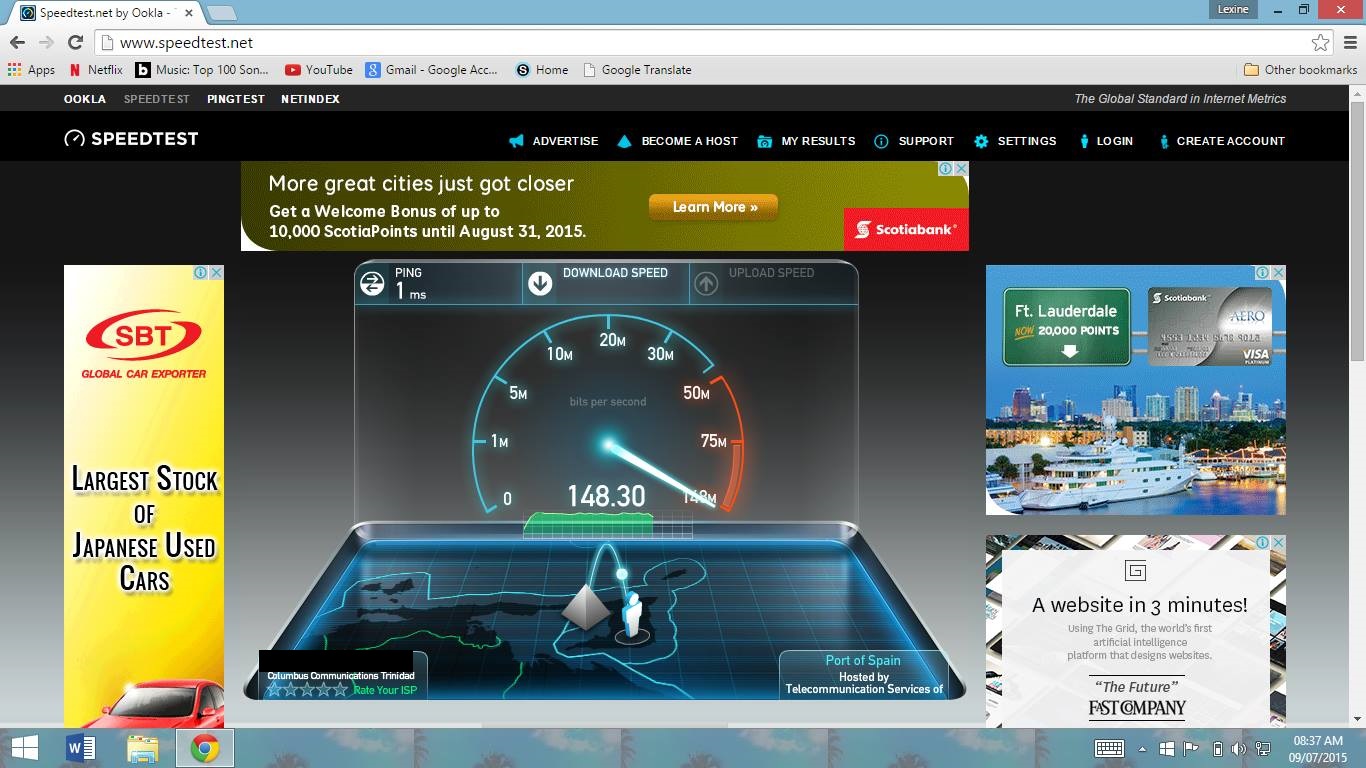 Speedtest.net by Ookla -
Lexine
www.speedtest.net
Apps
Netflix
Music: Top 100 Son...
YouTube
Gmail - Google Acc...
Home
Google Translate
Other bookmarks
OOKLA SPEEDTEST PINGTEST NETINDEX
The Global Standard in Internet Metrics
SPEEDTEST
ADVERTISE
BECOME A HOST
MY RESULTS
SUPPORT
SETTINGS
LOGIN
CREATE ACCOUNT
More great cities just got closer
Get a Welcome Bonus of up to
10,000 ScotiaPoints until August 31, 2015.
Learn More »
Scotiabank®
SBT
GLOBAL CAR EXPORTER
LARGEST STOCK
OF
JAPANESE USED
CARS
PING
1 ms
DOWNLOAD SPEED
UPLOAD SPEED
20M
10M
30M
5M
50M
bits per second
1M
75M
0
148.30
148M
Columbus Communications Trinidad
Rate Your ISP
Port of Spain
Hosted by
Telecommunication Services of
Ft. Lauderdale
NOW 20,000 POINTS
Scotiabank
AERO
VISA
PLATINUM
G
A website in 3 minutes!
Using The Grid, the world's first
artificial intelligence
platform that designs websites.
“The Future”
FAST COMPANY
08:37 AM
09/07/2015